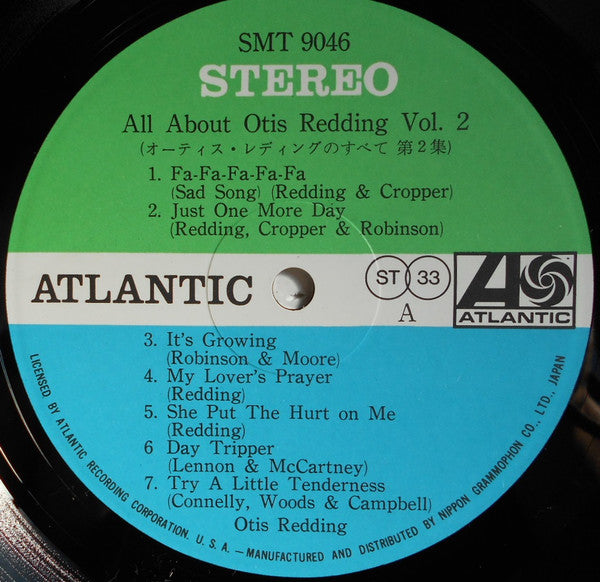 SMT 9046
STEREO
All About Otis Redding Vol. 2
(オーティス・レディングのすべて 第2集)
1. Fa-Fa-Fa-Fa-Fa
(Sad Song) (Redding & Cropper)
2. Just One More Day
(Redding, Cropper & Robinson)
ATLANTIC
ST 33
A
ATLANTIC
3. It's Growing
(Robinson & Moore)
4. My Lover's Prayer
(Redding)
5. She Put The Hurt on Me
(Redding)
6 Day Tripper
(Lennon & McCartney)
7. Try A Little Tenderness
(Connelly, Woods & Campbell)
Otis Redding
LICENSED BY ATLANTIC RECORDING CORPORATION. U. S. A. — MANUFACTURED AND DISTRIBUTED BY NIPPON GRAMMOPHON CO., LTD., JAPAN